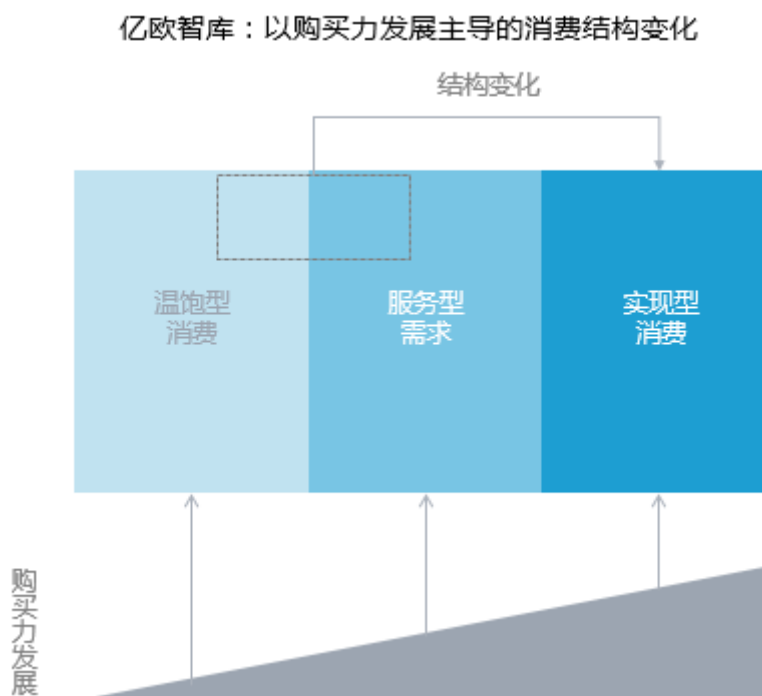 亿欧智库：以购买力发展主导的消费结构变化
结构变化
温饱型
消费
服务型
需求
实现型
消费
购买力发展